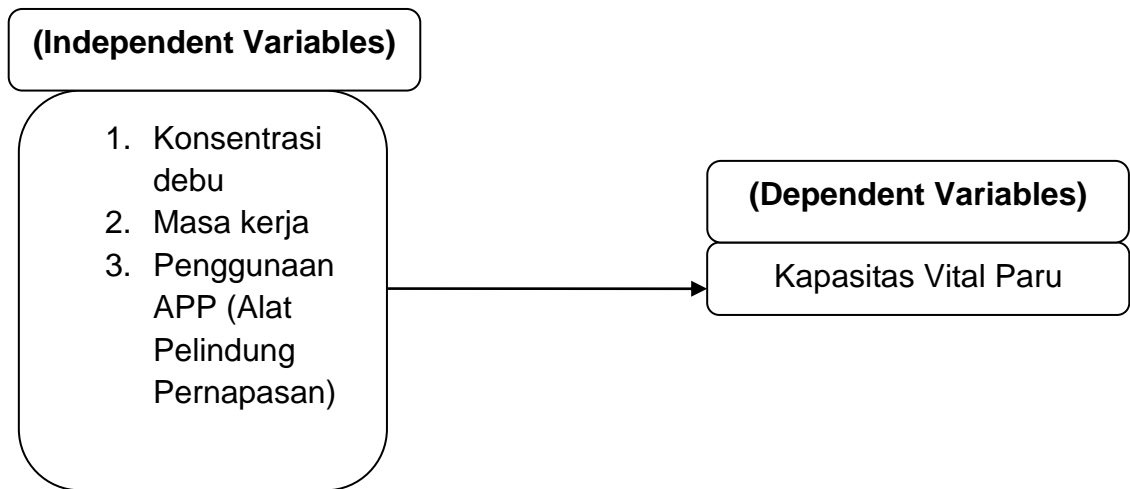 (Independent Variables)
1. Konsentrasi
debu
2. Masa kerja
3. Penggunaan
APP (Alat
Pelindung
Pernapasan)
(Dependent Variables)
Kapasitas Vital Paru